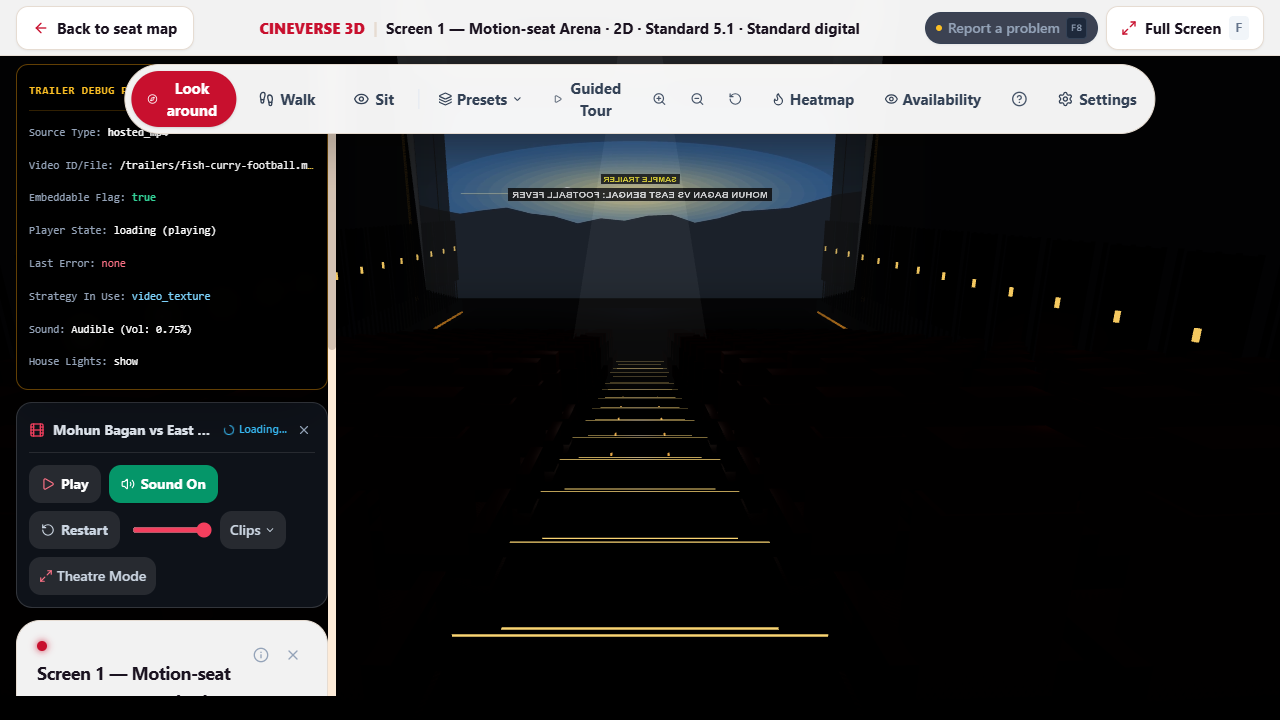 Back to seat map
CINEVERSE 3D | Screen 1 — Motion-seat Arena · 2D · Standard 5.1 · Standard digital
Report a problem F8
Full Screen F
Look around
Walk
Sit
Presets
Guided Tour
Heatmap
Availability
Settings
TRAILER DEBUG
Source Type: hosted_mp4
Video ID/File: /trailers/fish-curry-football.m…
Embeddable Flag: true
Player State: loading (playing)
Last Error: none
Strategy In Use: video_texture
Sound: Audible (Vol: 0.75%)
House Lights: show
SAMPLE TRAILER
MOHUN BAGAN VS EAST BENGAL: FOOTBALL FEVER
Mohun Bagan vs East ...
Loading...
Play
Sound On
Restart
Clips
Theatre Mode
Screen 1 — Motion-seat